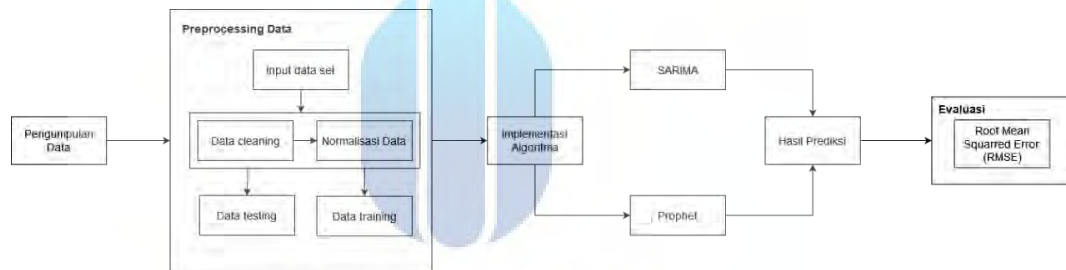 Preprocessing Data
Input data set
Data cleaning
Normalisasi Data
Data testing
Data training
Pengumpulan
Data
Implementasi
Algoritma
SARIMA
Prophet
Hasil Prediksi
Evaluasi
Root Mean
Squarred Error
(RMSE)